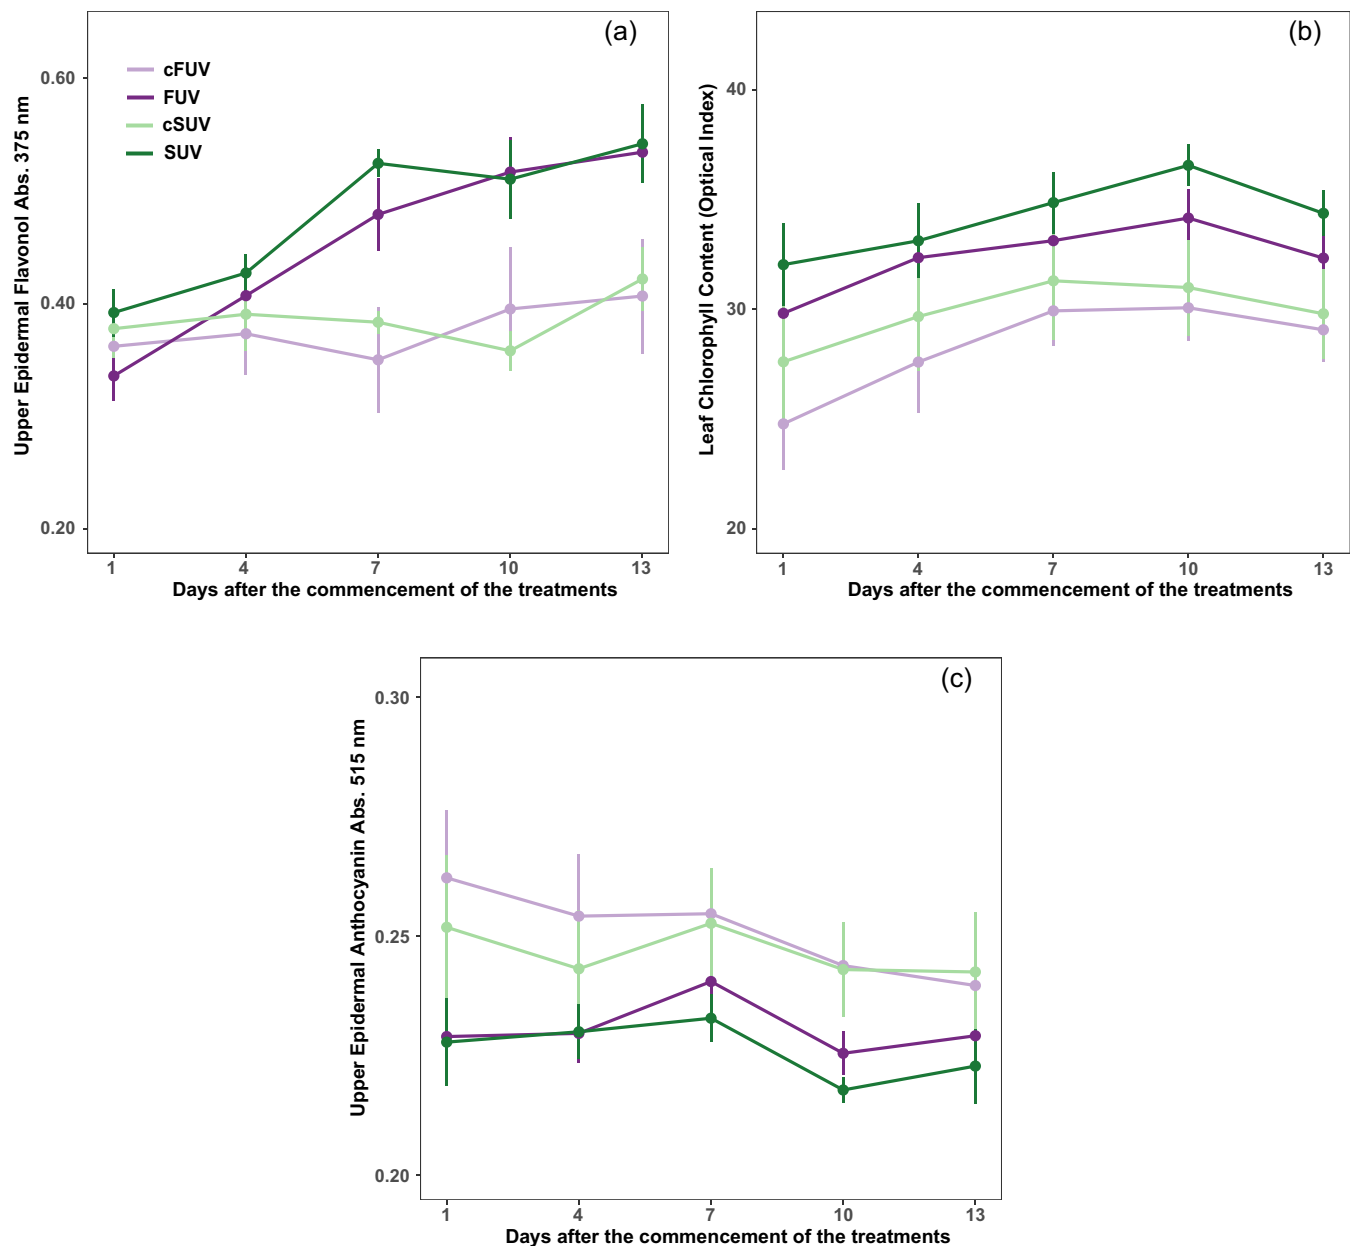 (a)
Upper Epidermal Flavonol Abs. 375 nm
0.60
0.40
0.20
cFUV
FUV
cSUV
SUV
1 4 7 10 13
Days after the commencement of the treatments
(b)
Leaf Chlorophyll Content (Optical Index)
40
30
20
1 4 7 10 13
Days after the commencement of the treatments
(c)
Upper Epidermal Anthocyanin Abs. 515 nm
0.30
0.25
0.20
1 4 7 10 13
Days after the commencement of the treatments